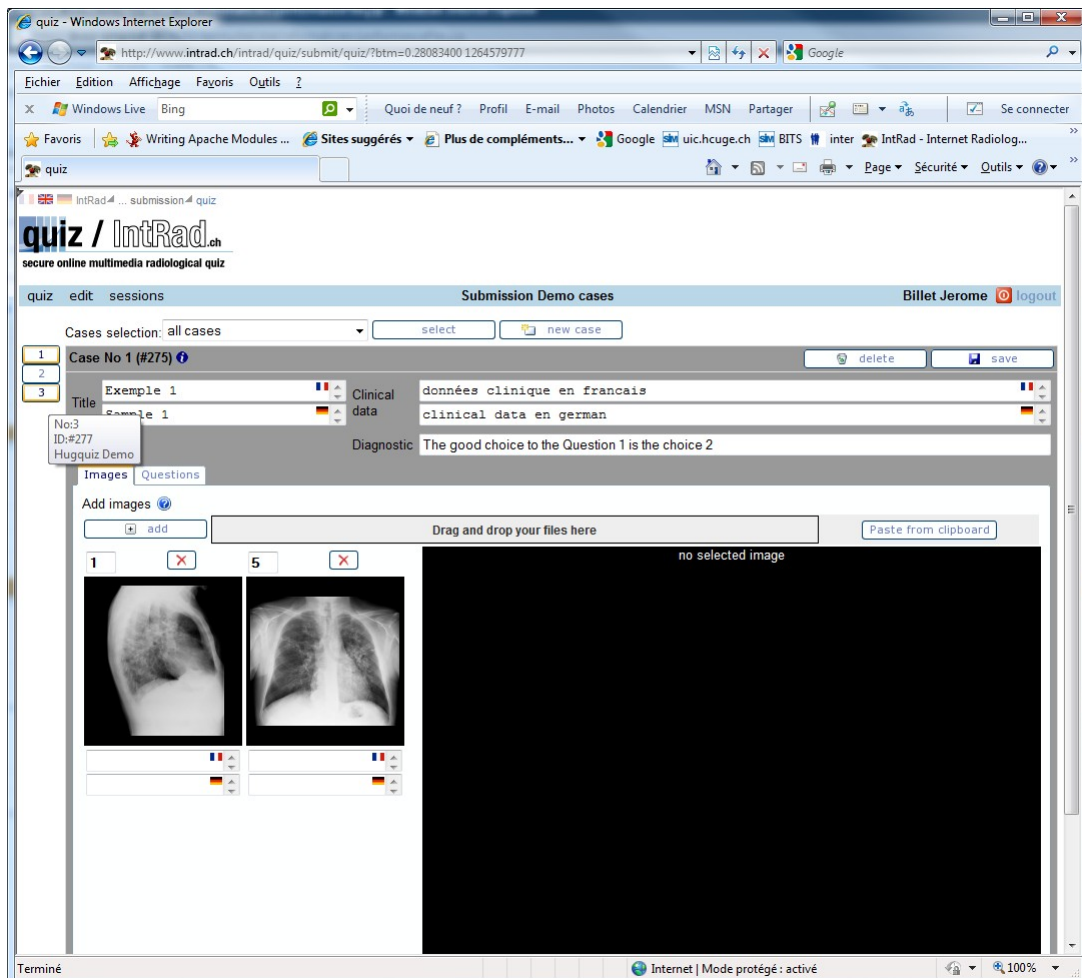 quiz - Windows Internet Explorer
http://www.intrad.ch/intrad/quiz/submit/quiz/?btm=0.28083400 1264579777
Google
Fichier Edition Affichage Favoris Outils ?
X Windows Live Bing Quoi de neuf ? Profil E-mail Photos Calendrier MSN Partager Se connecter
Favoris Writing Apache Modules ... Sites suggérés Plus de compléments... Google SIM uic.hcuge.ch SIM BITS inter IntRad - Internet Radiolog... »
quiz Page Sécurité Outils »
IntRad ... submission quiz
quiz / IntRad.ch
secure online multimedia radiological quiz
quiz edit sessions Submission Demo cases Billet Jerome logout
Cases selection: all cases select new case
1 Case No 1 (#275) delete save
2
3
Title Exemple 1 Clinical data données clinique en francais
Sample 1 clinical data en german
No:3
ID:#277
Hugquiz Demo
Diagnostic The good choice to the Question 1 is the choice 2
Images Questions
Add images
add Drag and drop your files here Paste from clipboard
1 5 no selected image
Terminé Internet | Mode protégé : activé 100%